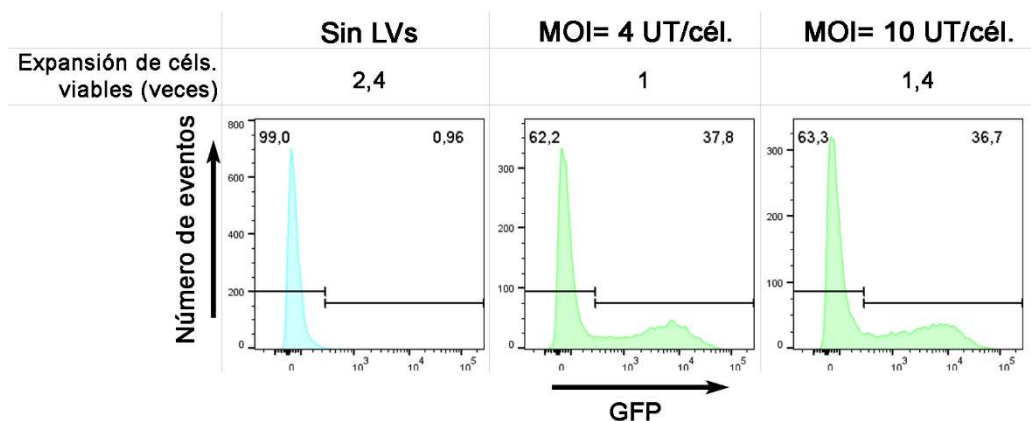 Sin LVs MOI= 4 UT/cél. MOI= 10 UT/cél.
Expansión de céls.
viables (veces) 2,4 1 1,4
Número de eventos
99,0 0,96
800
600
400
200
0
0 10³ 10⁴ 10⁵
62,2 37,8
300
200
100
0
0 10³ 10⁴ 10⁵
63,3 36,7
300
200
100
0
0 10³ 10⁴ 10⁵
GFP